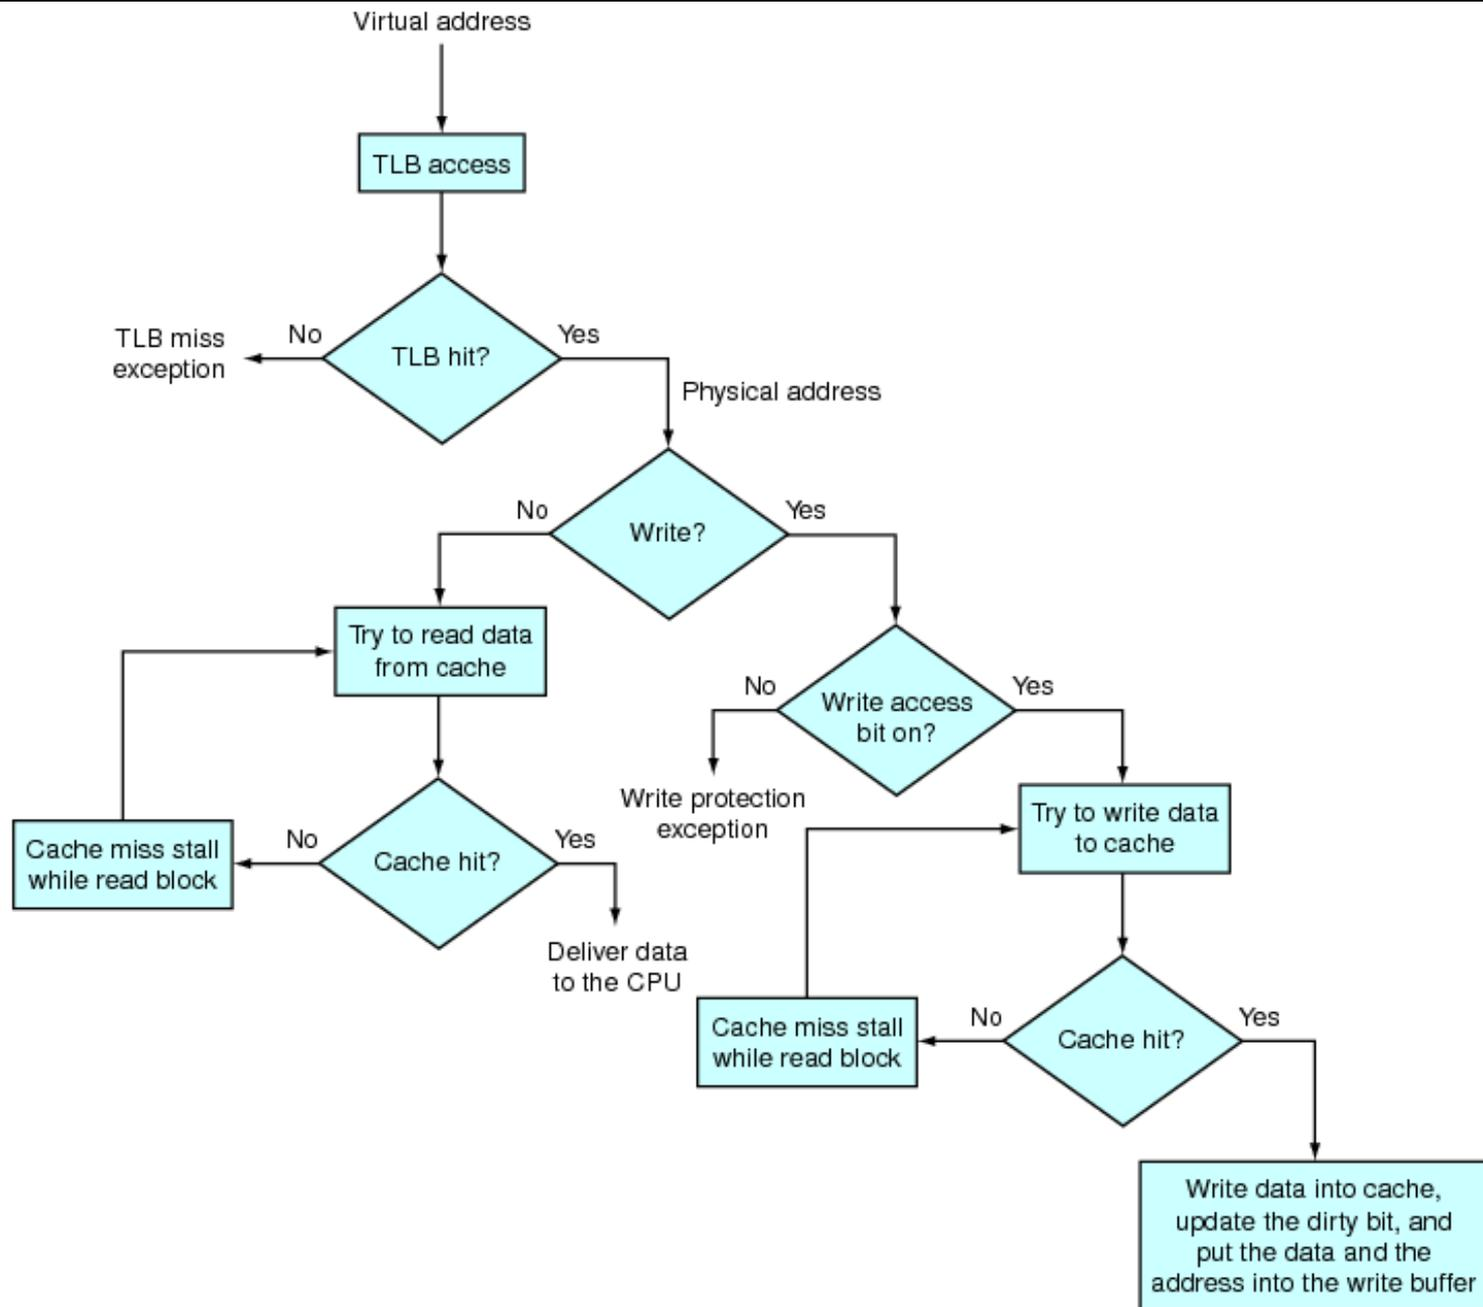 Virtual address
TLB access
No
Yes
TLB miss
exception
TLB hit?
Physical address
No
Yes
Write?
Try to read data
from cache
No
Yes
Write access
bit on?
Write protection
exception
Try to write data
to cache
No
Yes
Cache hit?
Cache miss stall
while read block
Deliver data
to the CPU
No
Yes
Cache hit?
Cache miss stall
while read block
Write data into cache,
update the dirty bit, and
put the data and the
address into the write buffer